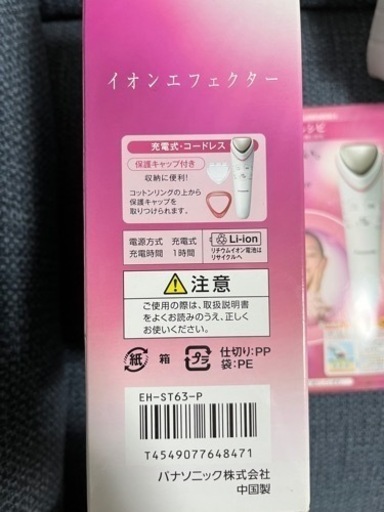 イオンエフェクター
充電式・コードレス
保護キャップ付き
収納に便利!
コットンリングの上から
保護キャップを
取りつけられます。
電源方式 充電式
充電時間 1時間
Li-ion
リチウムイオン電池は
リサイクルへ
注意
ご使用の際は、取扱説明書
をよくお読みのうえ、正しく
お使いください。
紙 箱 プラ 仕切り:PP
袋:PE
EH-ST63-P
T4549077648471
パナソニック株式会社
中国製